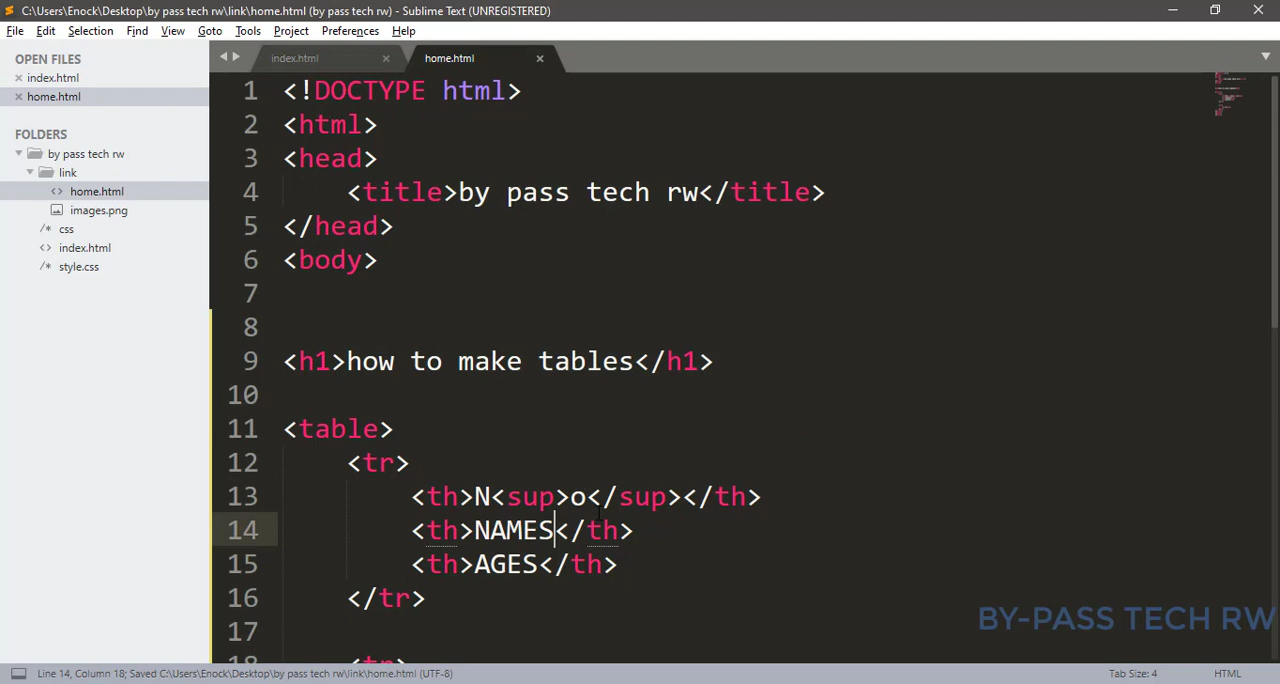 C:\Users\Enock\Desktop\by pass tech rw\link\home.html (by pass tech rw) - Sublime Text (UNREGISTERED)
File Edit Selection Find View Goto Tools Project Preferences Help
OPEN FILES
index.html
home.html
FOLDERS
by pass tech rw
link
home.html
images.png
css
index.html
style.css
index.html home.html
1 <!DOCTYPE html>
2 <html>
3 <head>
4 <title>by pass tech rw</title>
5 </head>
6 <body>
7
8
9 <h1>how to make tables</h1>
10
11 <table>
12 <tr>
13 <th>N<sup>o</sup></th>
14 <th>NAMES</th>
15 <th>AGES</th>
16 </tr>
17
18 <tr>
BY-PASS TECH RW
Line 14, Column 18; Saved C:\Users\Enock\Desktop\by pass tech rw\link\home.html (UTF-8) Tab Size: 4 HTML